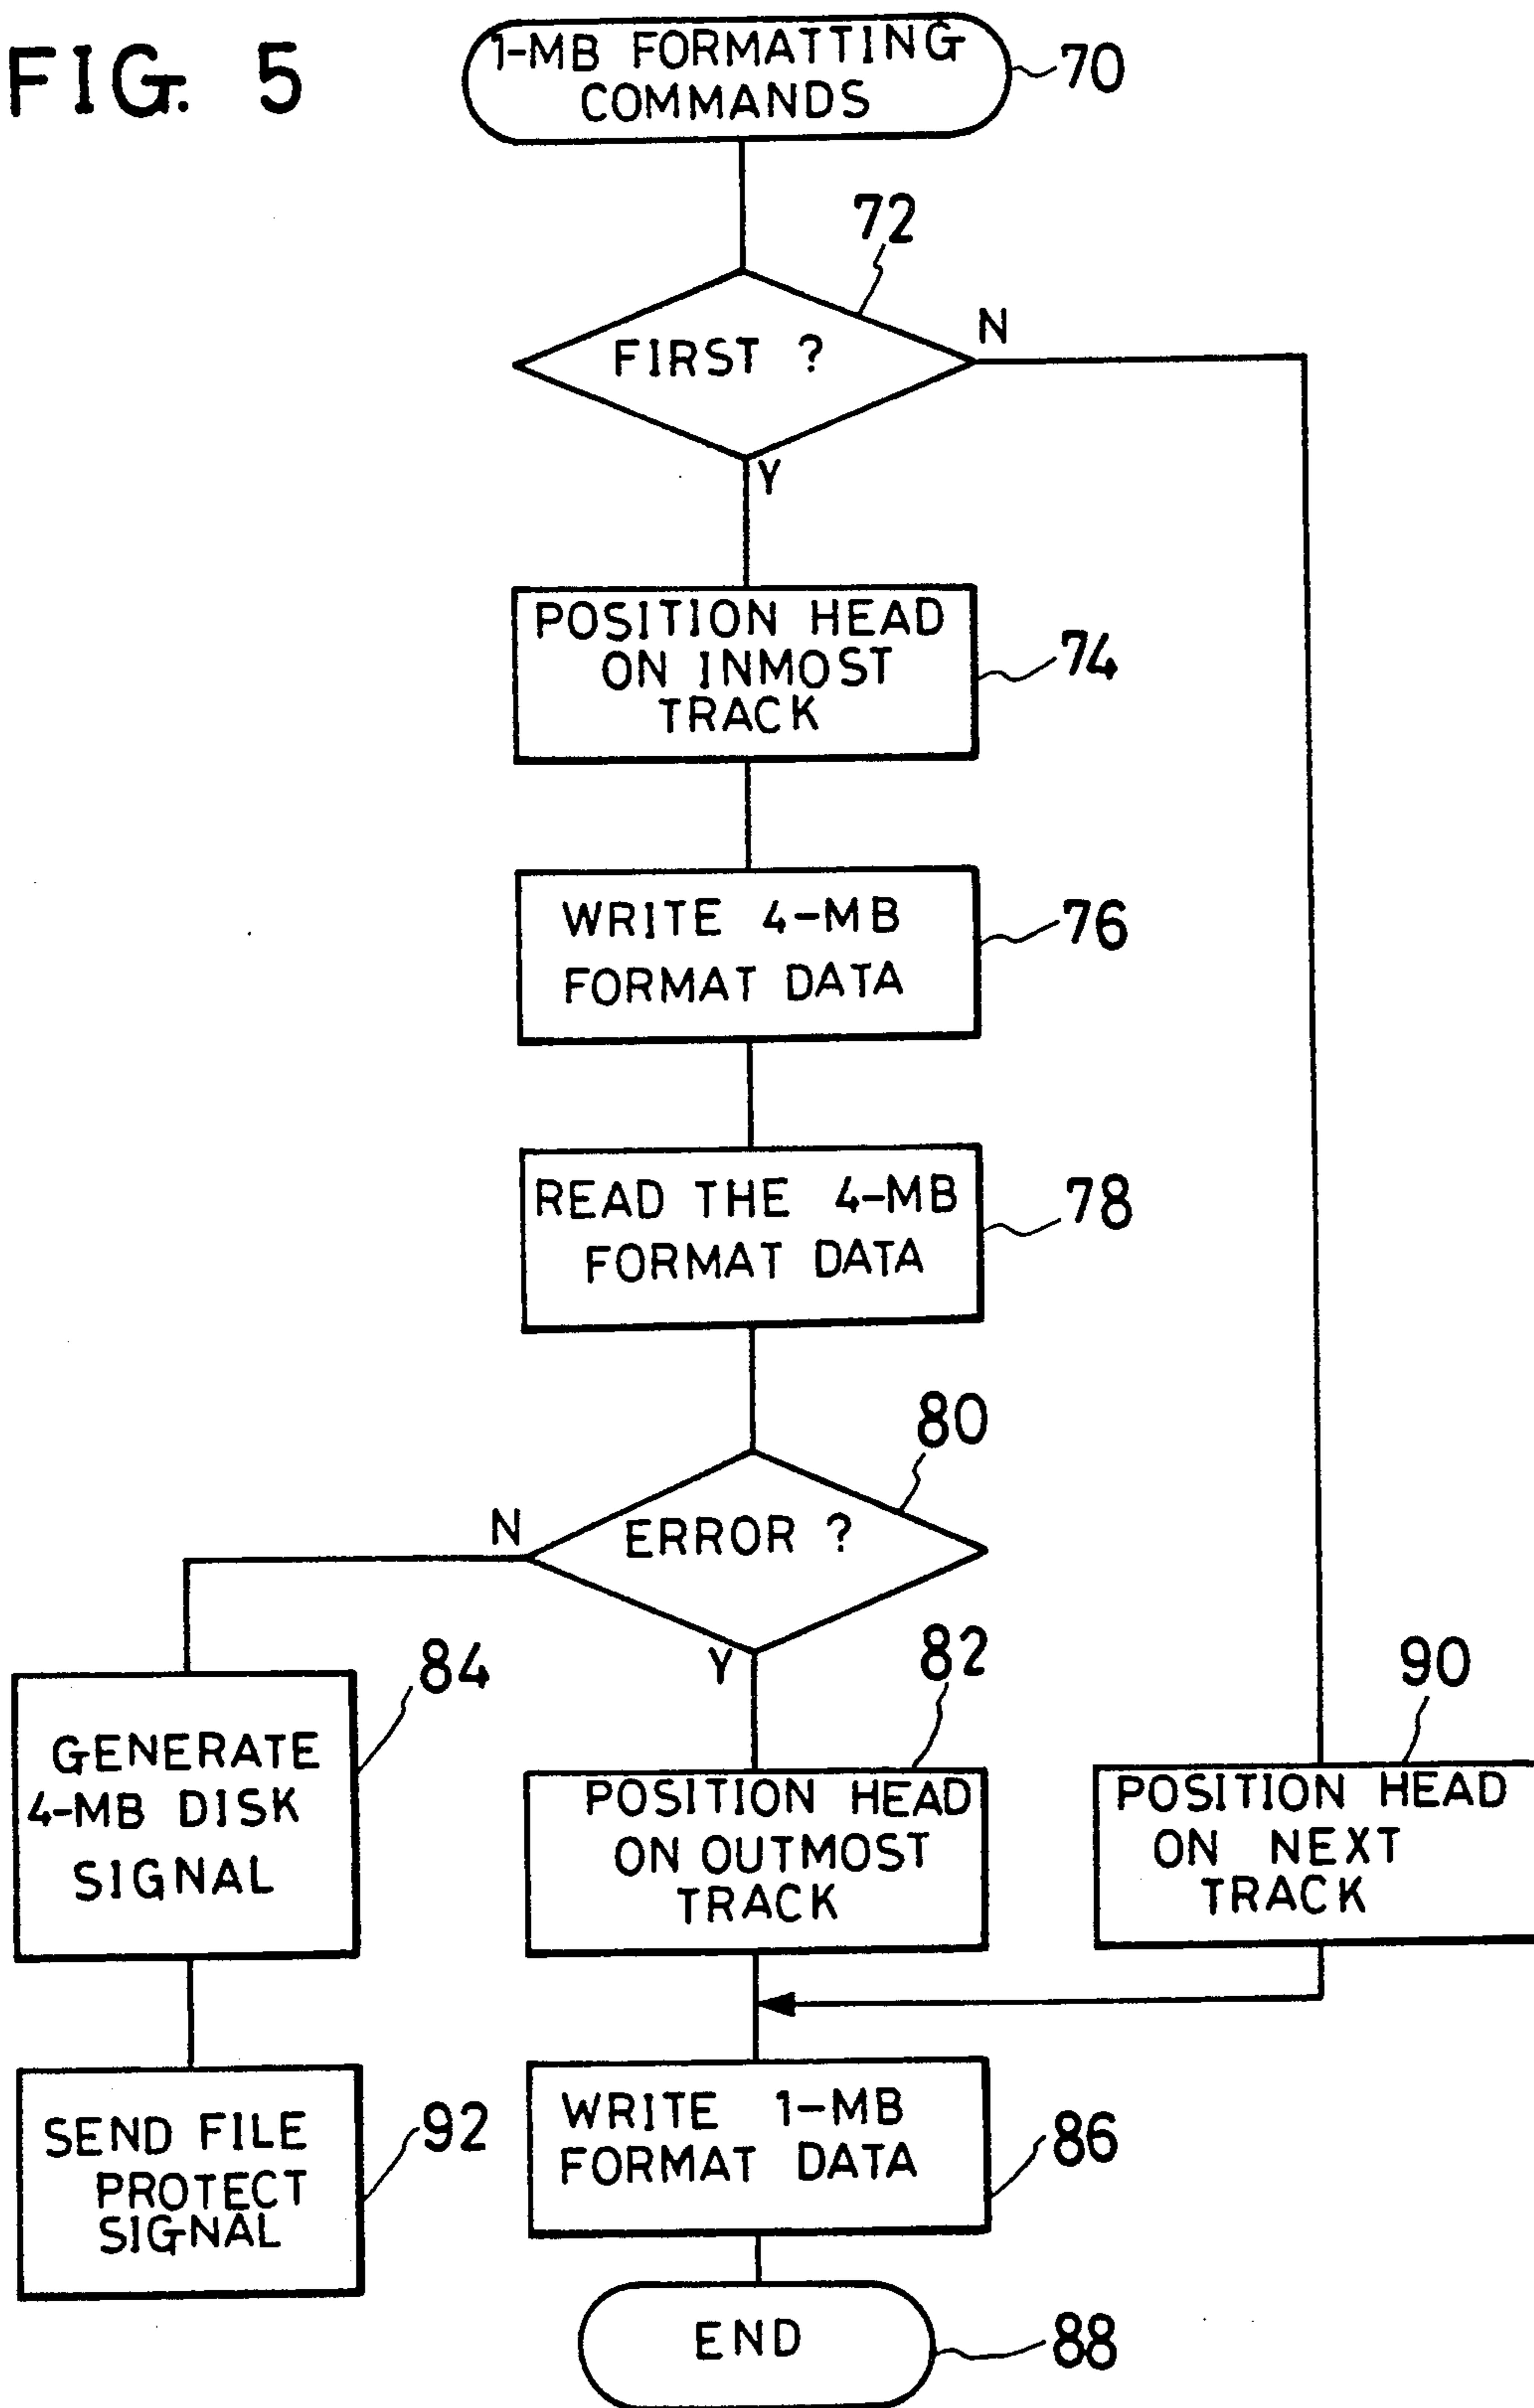 FIG. 5
1-MB FORMATTING
COMMANDS
70
72
FIRST ?
N
Y
POSITION HEAD
ON INMOST
TRACK
74
WRITE 4-MB
FORMAT DATA
76
READ THE 4-MB
FORMAT DATA
78
80
ERROR ?
N
Y
84
GENERATE
4-MB DISK
SIGNAL
82
POSITION HEAD
ON OUTMOST
TRACK
90
POSITION HEAD
ON NEXT
TRACK
SEND FILE
PROTECT
SIGNAL
92
WRITE 1-MB
FORMAT DATA
86
END
88